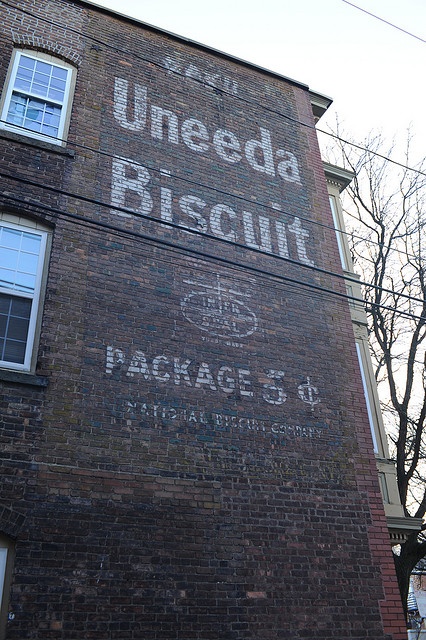 Uneeda
Biscuit
PACKAGE 5 ¢
NATIONAL BISCUIT COMPANY